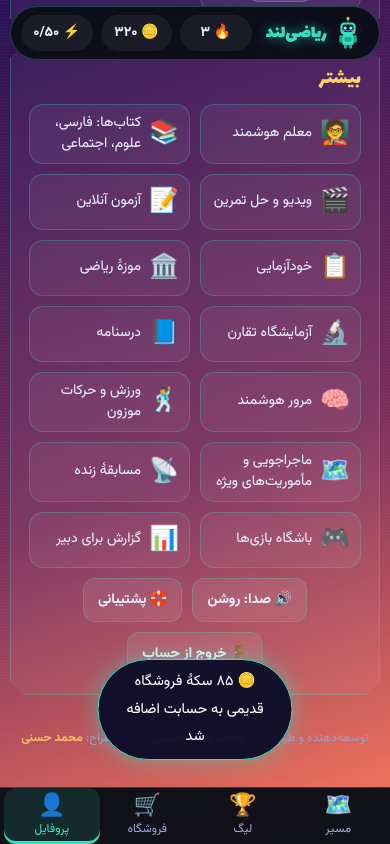 ریاضی‌لند
۳
۳۲۰
۰/۵۰
بیشتر
معلم هوشمند
کتاب‌ها: فارسی،
علوم، اجتماعی
ویدیو و حل تمرین
آزمون آنلاین
خودآزمایی
موزهٔ ریاضی
آزمایشگاه تقارن
درسنامه
مرور هوشمند
ورزش و حرکات
موزون
ماجراجویی و
مأموریت‌های ویژه
مسابقهٔ زنده
باشگاه بازی‌ها
گزارش برای دبیر
صدا: روشن
پشتیبانی
خروج از حساب
۸۵ سکهٔ فروشگاه
قدیمی به حسابت اضافه
شد
توسعه‌دهنده و طراح: محمد حسنی
مسیر
لیگ
فروشگاه
پروفایل